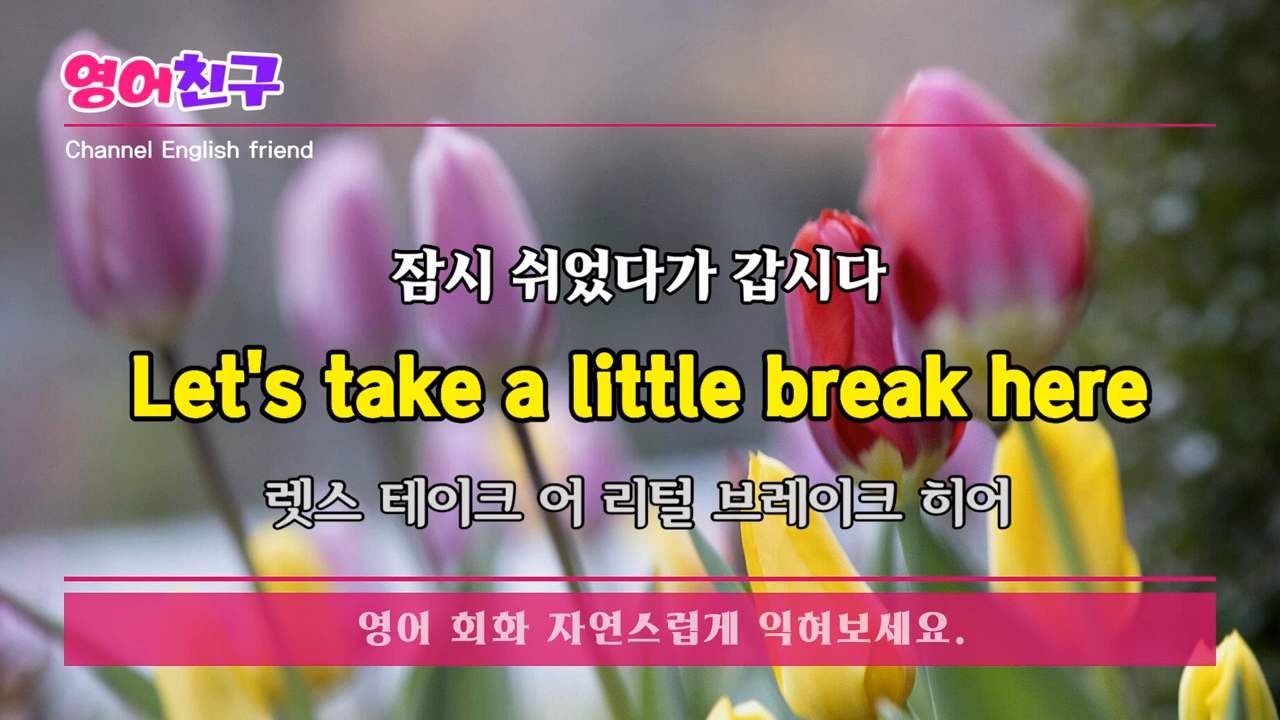 영어친구
Channel English friend
잠시 쉬었다가 갑시다
Let's take a little break here
렛스 테이크 어 리털 브레이크 히어
영어 회화 자연스럽게 익혀보세요.